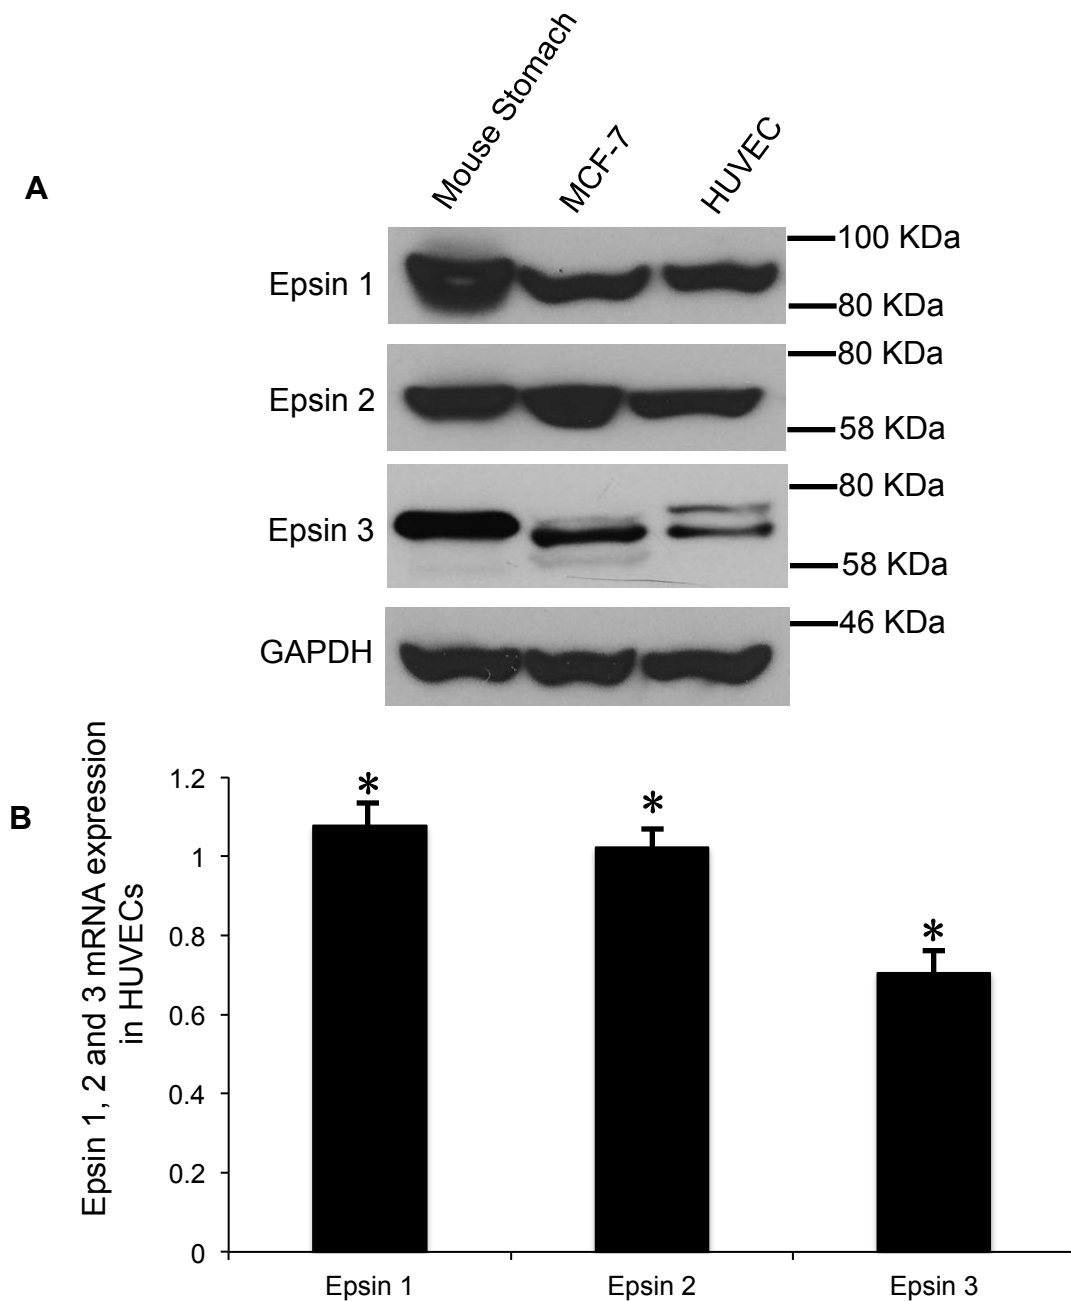 Mouse Stomach
MCF-7
HUVEC
A
100 KDa
Epsin 1
80 KDa
80 KDa
Epsin 2
58 KDa
80 KDa
Epsin 3
58 KDa
46 KDa
GAPDH
B
Epsin 1, 2 and 3 mRNA expression
in HUVECs
1.2
1
0.8
0.6
0.4
0.2
0
*
*
*
Epsin 1
Epsin 2
Epsin 3